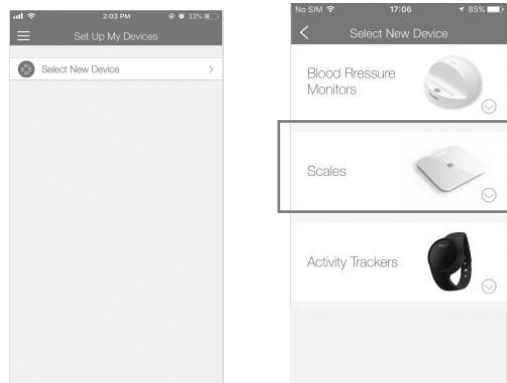 2:03 PM
33%
Set Up My Devices
Select New Device
No SIM
17:06
85%
Select New Device
Blood Rressure
Monitors
Scales
Activity Trackers